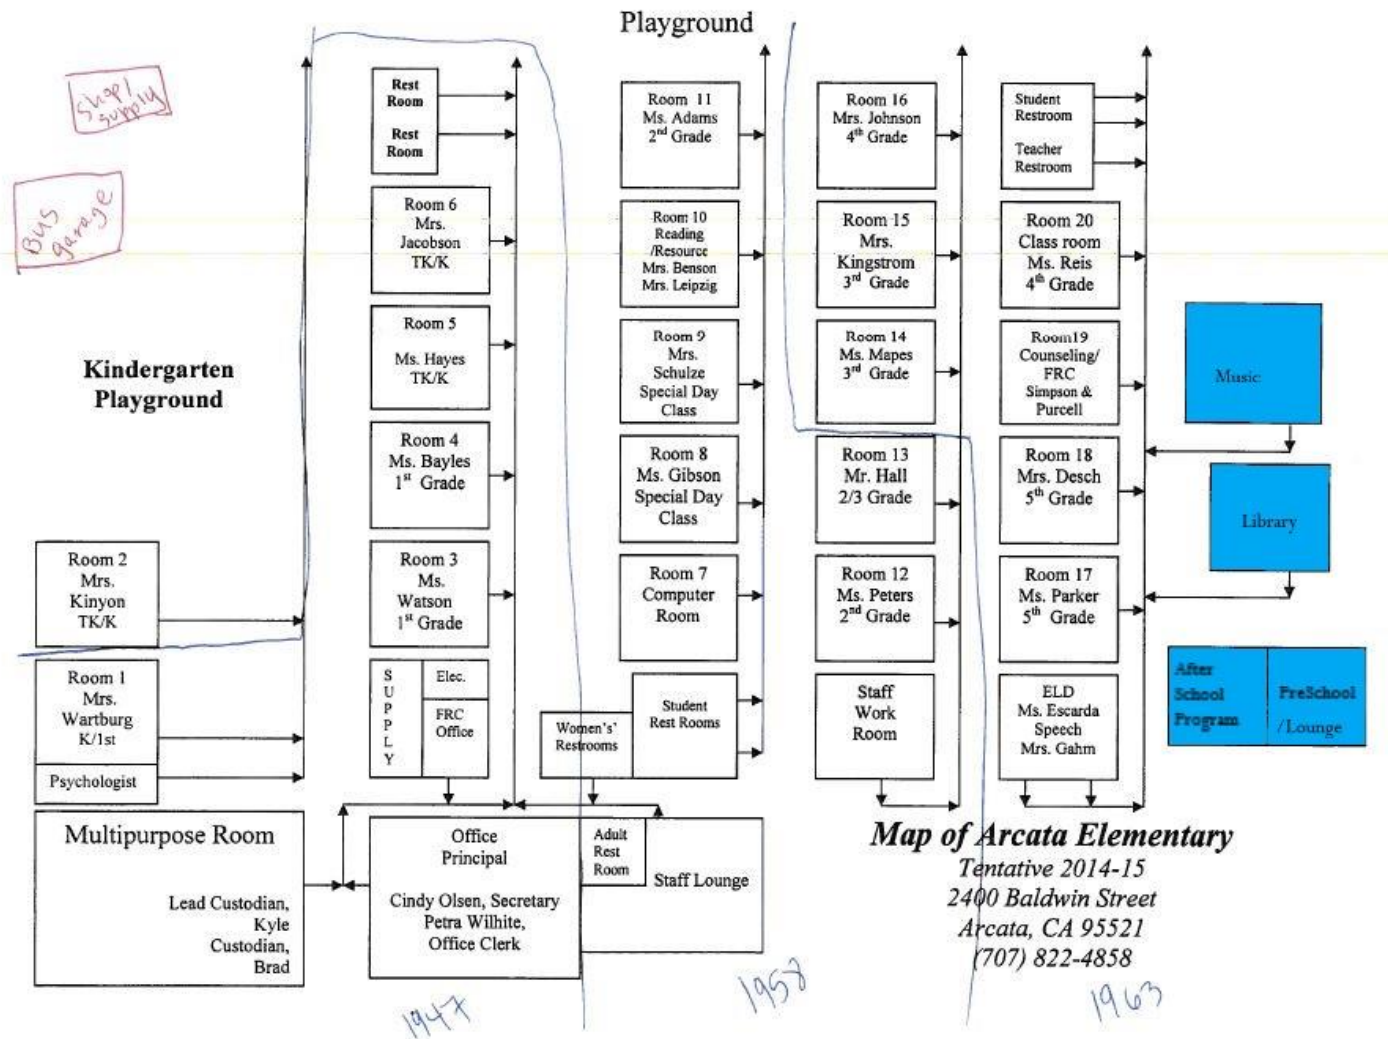 Playground
Shop/
supply
Bus
garage
Kindergarten
Playground
Room 2
Mrs.
Kinyon
TK/K
Room 1
Mrs.
Wartburg
K/1st
Psychologist
Multipurpose Room
Lead Custodian,
Kyle
Custodian,
Brad
Rest
Room
Rest
Room
Room 6
Mrs.
Jacobson
TK/K
Room 5
Ms. Hayes
TK/K
Room 4
Ms. Bayles
1st Grade
Room 3
Ms.
Watson
1st Grade
SUPPLY
Elec.
FRC
Office
Office
Principal
Cindy Olsen, Secretary
Petra Wilhite,
Office Clerk
Room 11
Ms. Adams
2nd Grade
Room 10
Reading
/Resource
Mrs. Benson
Mrs. Leipzig
Room 9
Mrs.
Schulze
Special Day
Class
Room 8
Ms. Gibson
Special Day
Class
Room 7
Computer
Room
Student
Rest Rooms
Women's'
Restrooms
Adult
Rest
Room
Staff Lounge
Room 16
Mrs. Johnson
4th Grade
Room 15
Mrs.
Kingstrom
3rd Grade
Room 14
Ms. Mapes
3rd Grade
Room 13
Mr. Hall
2/3 Grade
Room 12
Ms. Peters
2nd Grade
Staff
Work
Room
Student
Restroom
Teacher
Restroom
Room 20
Class room
Ms. Reis
4th Grade
Room19
Counseling/
FRC
Simpson &
Purcell
Room 18
Mrs. Desch
5th Grade
Room 17
Ms. Parker
5th Grade
ELD
Ms. Escarda
Speech
Mrs. Gahm
Music
Library
After
School
Program
PreSchool
/Lounge
Map of Arcata Elementary
Tentative 2014-15
2400 Baldwin Street
Arcata, CA 95521
(707) 822-4858
1947
1958
1963